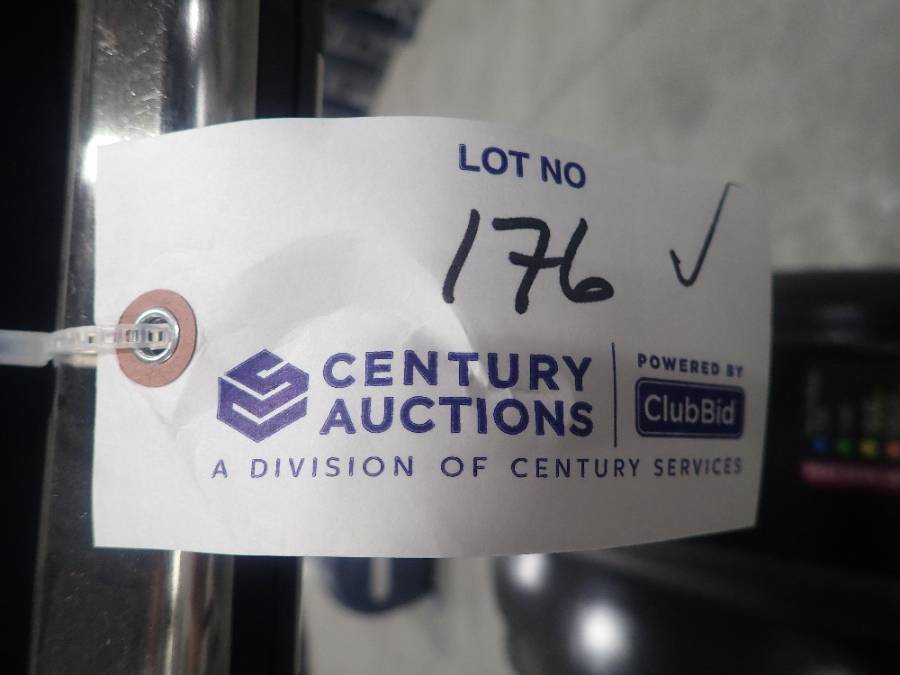 LOT NO
176 ✓
CENTURY
AUCTIONS
POWERED BY
ClubBid
A DIVISION OF CENTURY SERVICES